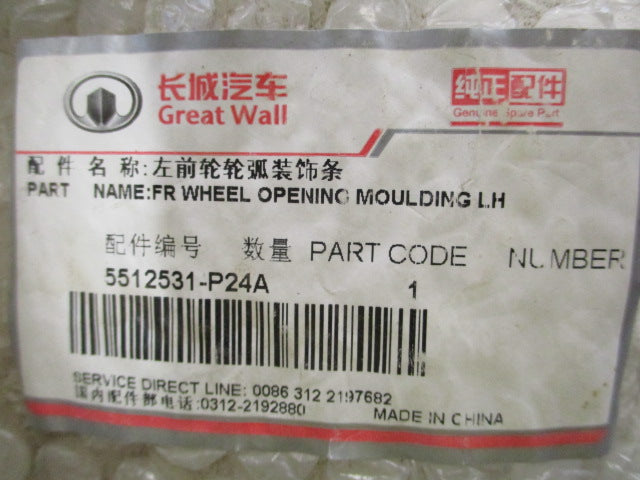 长城汽车
Great Wall
纯正配件
Genuine Spare Part
配件名称:左前轮轮弧装饰条
PART NAME:FR WHEEL OPENING MOULDING LH
配件编号 数量 PART CODE NUMBER
5512531-P24A 1
SERVICE DIRECT LINE: 0086 312 2197682
国内配件部电话:0312-2192880
MADE IN CHINA